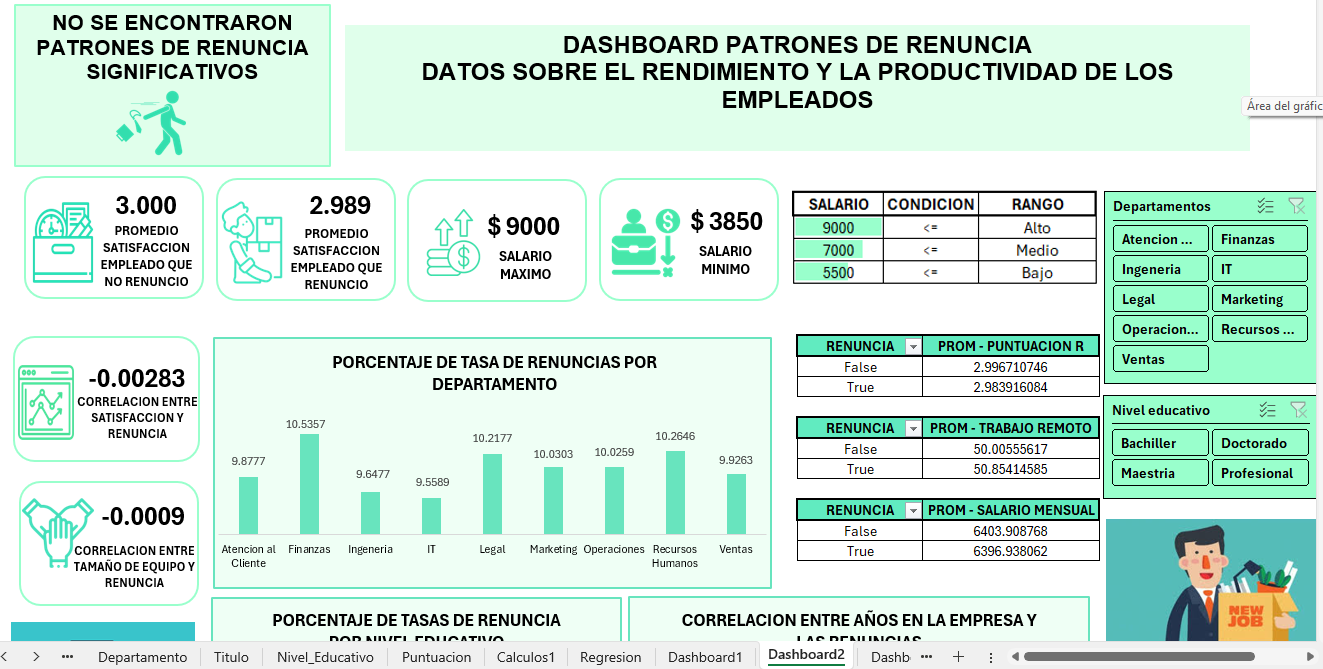 NO SE ENCONTRARON
PATRONES DE RENUNCIA
SIGNIFICATIVOS
DASHBOARD PATRONES DE RENUNCIA
DATOS SOBRE EL RENDIMIENTO Y LA PRODUCTIVIDAD DE LOS
EMPLEADOS
Área del gráfic
3.000
PROMEDIO
SATISFACCION
EMPLEADO QUE
NO RENUNCIO
2.989
PROMEDIO
SATISFACCION
EMPLEADO QUE
RENUNCIO
$ 9000
SALARIO
MAXIMO
$ 3850
SALARIO
MINIMO
SALARIO CONDICION RANGO
9000 <= Alto
7000 <= Medio
5500 <= Bajo
Departamentos
Atencion ... Finanzas
Ingeneria IT
Legal Marketing
Operacion... Recursos ...
Ventas
-0.00283
CORRELACION ENTRE
SATISFACCION Y
RENUNCIA
-0.0009
CORRELACION ENTRE
TAMAÑO DE EQUIPO Y
RENUNCIA
PORCENTAJE DE TASA DE RENUNCIAS POR
DEPARTAMENTO
9.8777 10.5357 9.6477 9.5589 10.2177 10.0303 10.0259 10.2646 9.9263
Atencion al Cliente Finanzas Ingeneria IT Legal Marketing Operaciones Recursos Humanos Ventas
RENUNCIA PROM - PUNTUACION R
False 2.996710746
True 2.983916084
RENUNCIA PROM - TRABAJO REMOTO
False 50.00555617
True 50.85414585
RENUNCIA PROM - SALARIO MENSUAL
False 6403.908768
True 6396.938062
Nivel educativo
Bachiller Doctorado
Maestria Profesional
NEW
JOB
PORCENTAJE DE TASAS DE RENUNCIA
POR NIVEL EDUCATIVO
CORRELACION ENTRE AÑOS EN LA EMPRESA Y
LAS RENUNCIAS
Departamento Titulo Nivel_Educativo Puntuacion Calculos1 Regresion Dashboard1 Dashboard2 Dashb ...